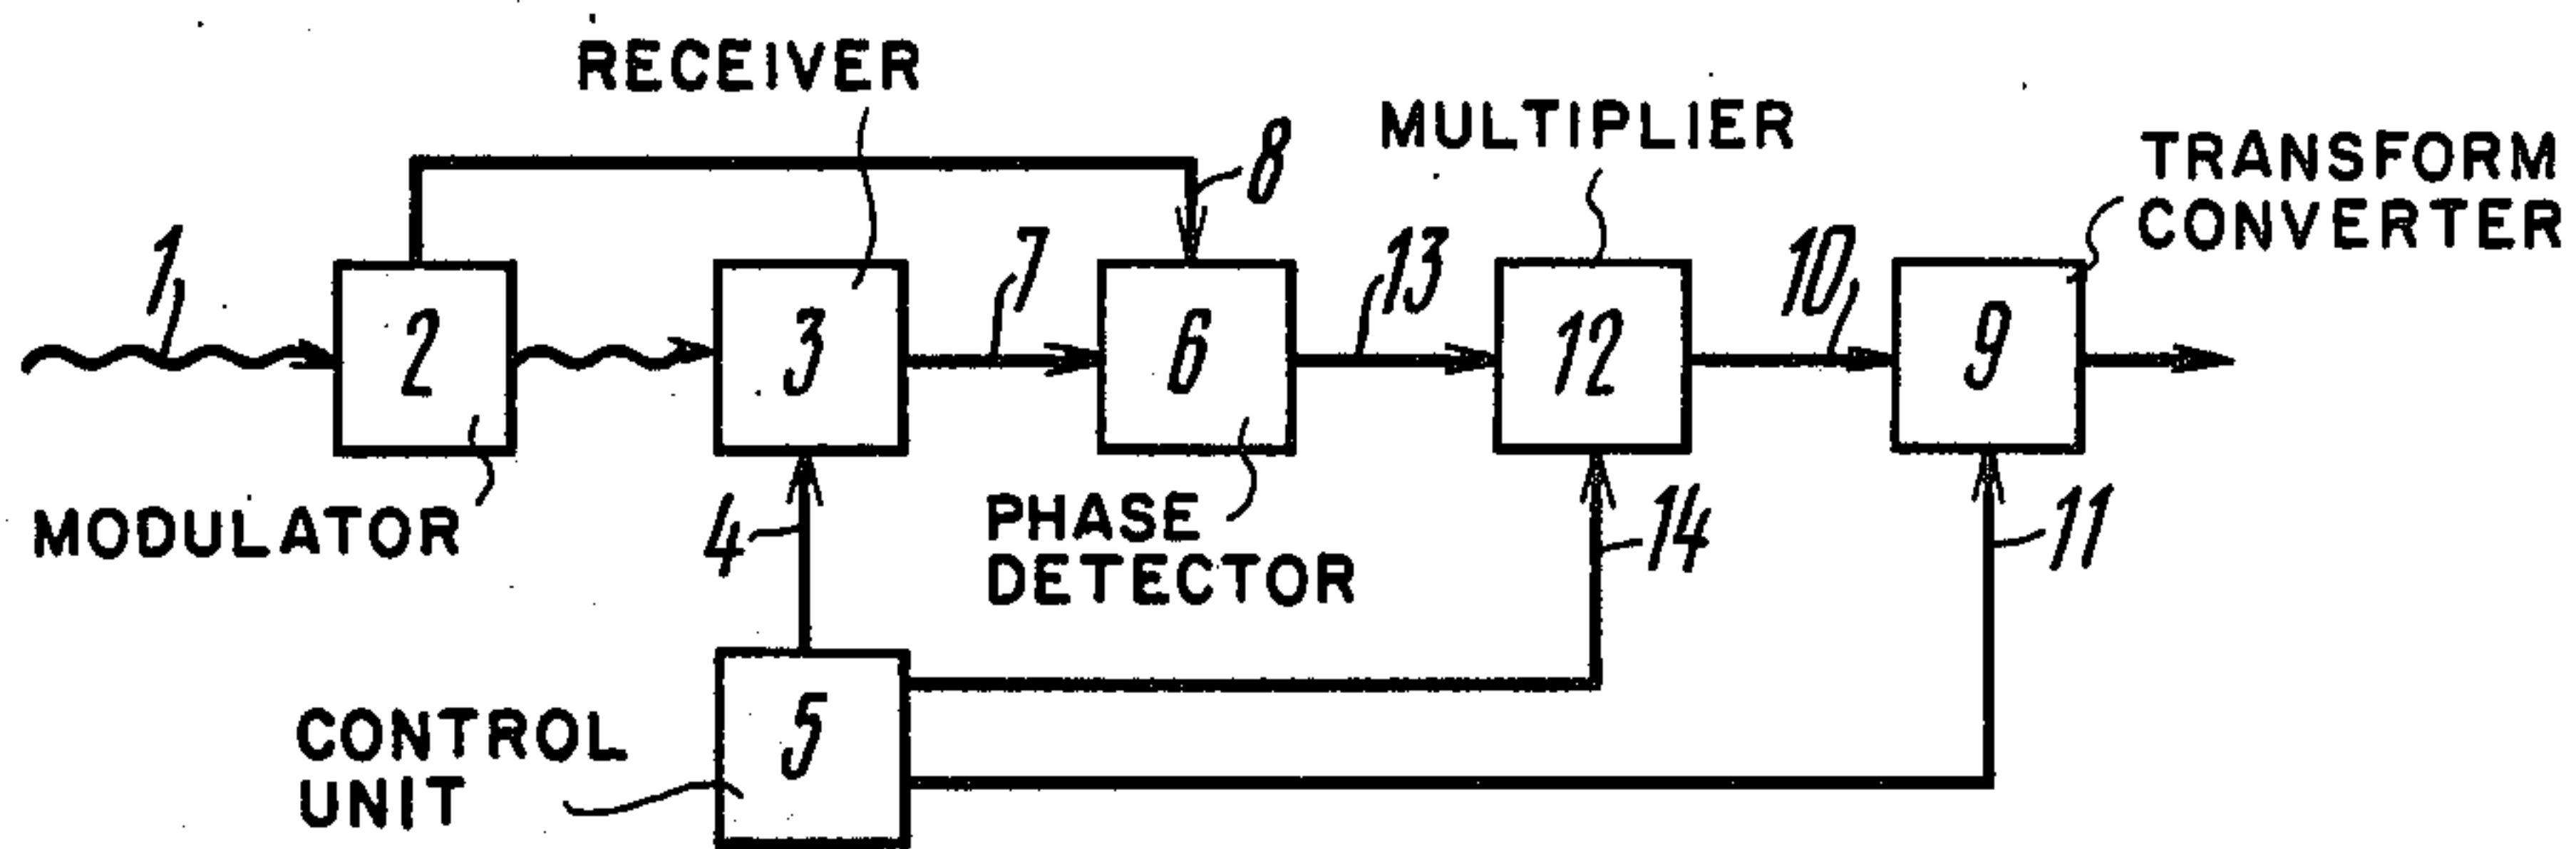 RECEIVER
MULTIPLIER
TRANSFORM
CONVERTER
8
1
7
13
10
2
3
6
12
9
MODULATOR
4
PHASE
DETECTOR
14
11
5
CONTROL
UNIT